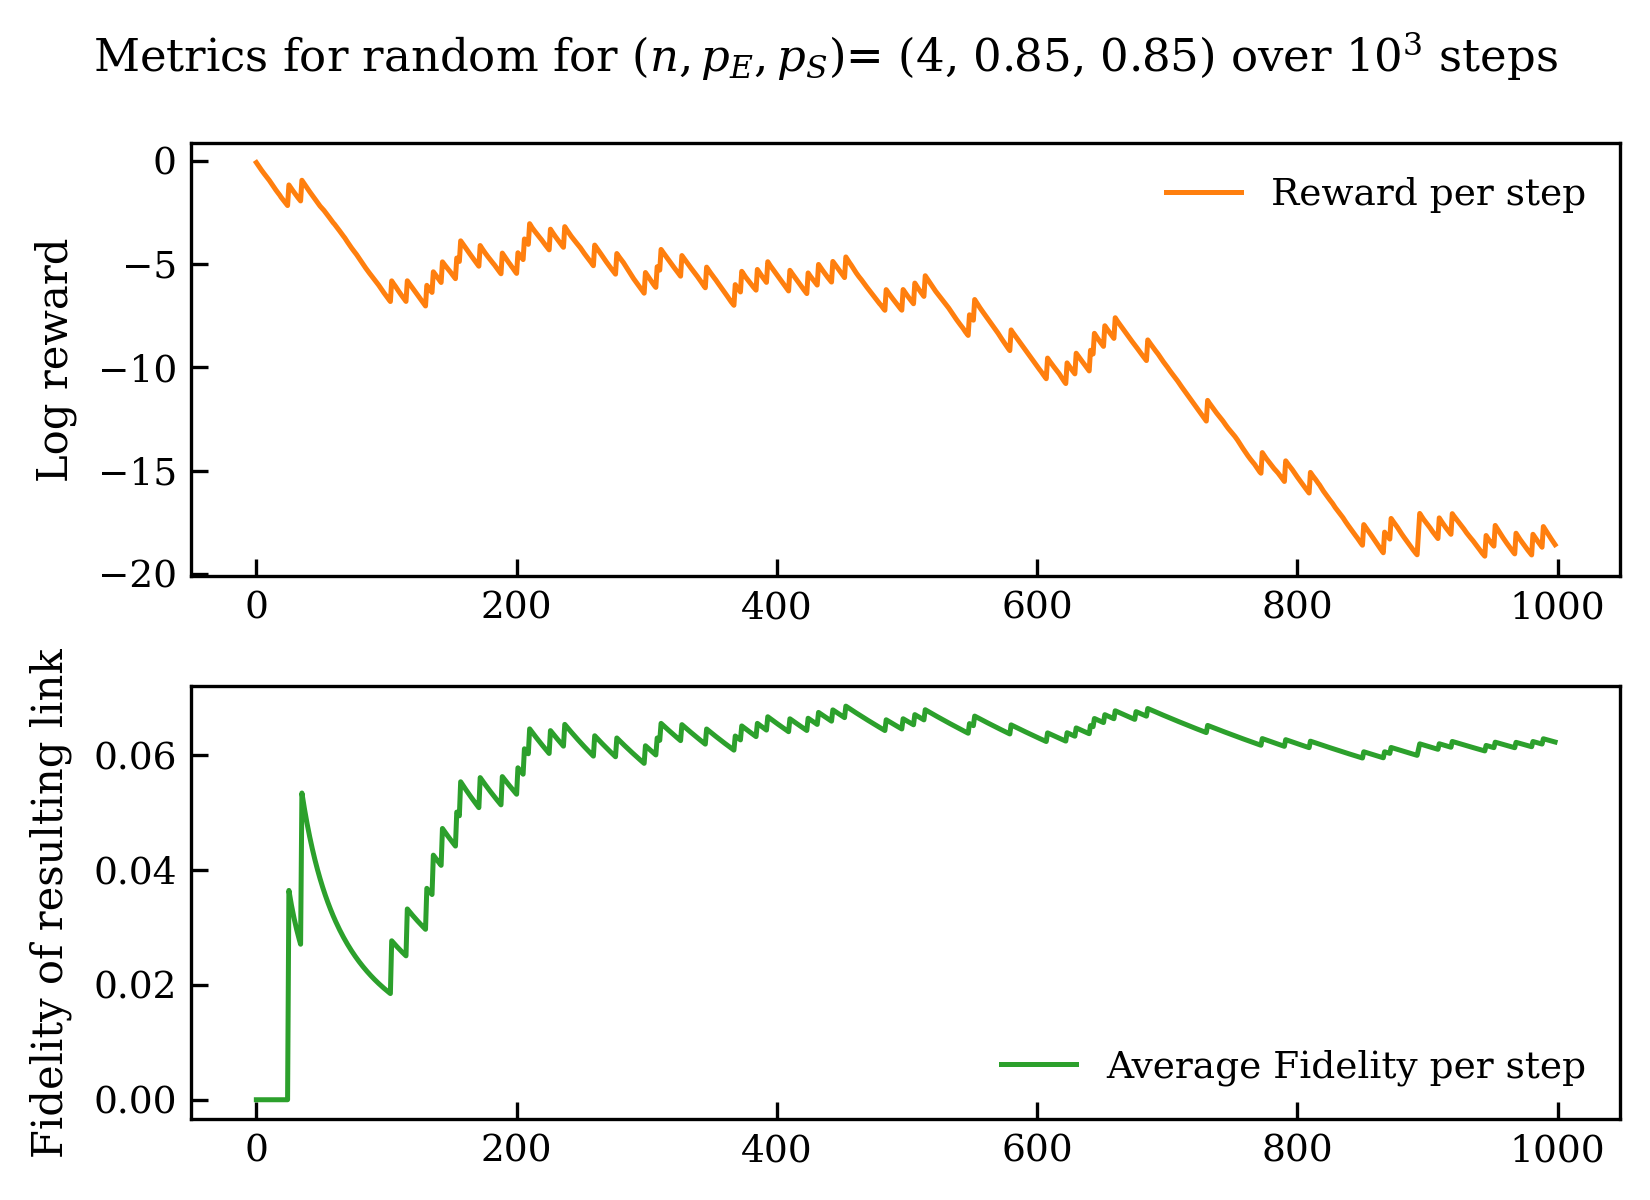 Metrics for random for (n, p_E, p_S)= (4, 0.85, 0.85) over 10³ steps
0
−5
−10
−15
−20
Log reward
Reward per step
0 200 400 600 800 1000
0.06
0.04
0.02
0.00
Fidelity of resulting link
Average Fidelity per step
0 200 400 600 800 1000